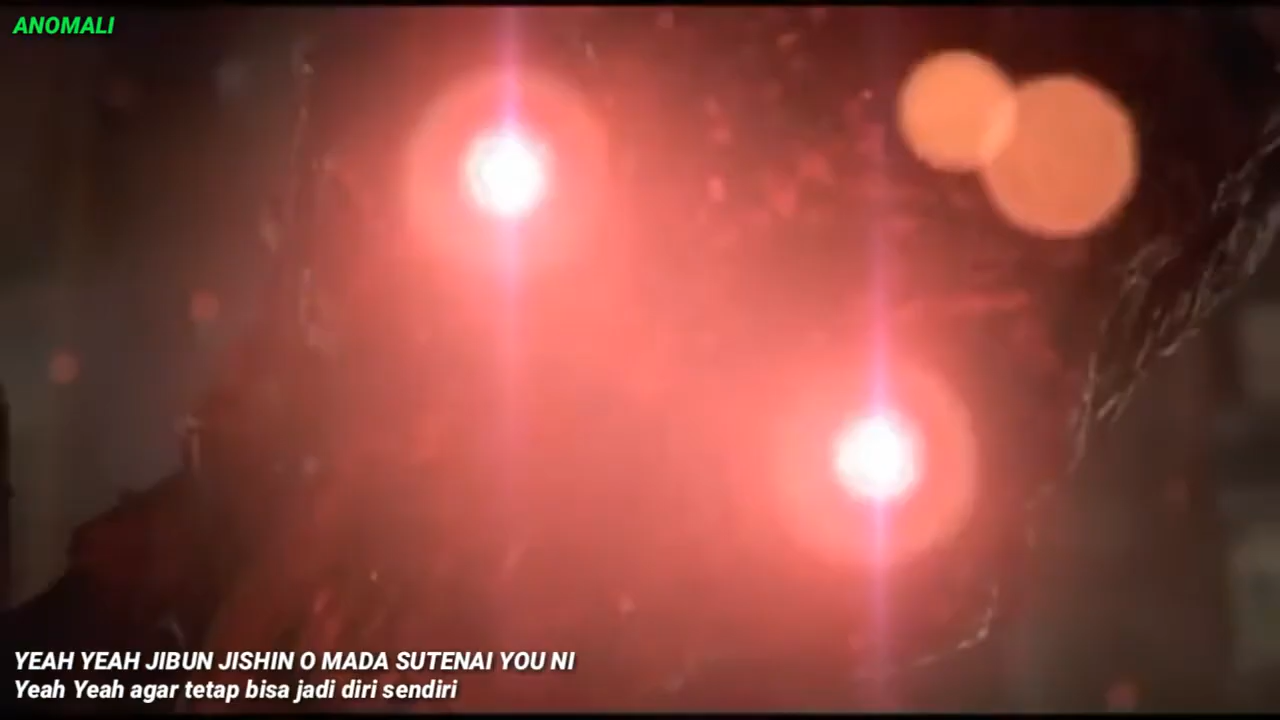 ANOMALI
YEAH YEAH JIBUN JISHIN O MADA SUTENAI YOU NI
Yeah Yeah agar tetap bisa jadi diri sendiri